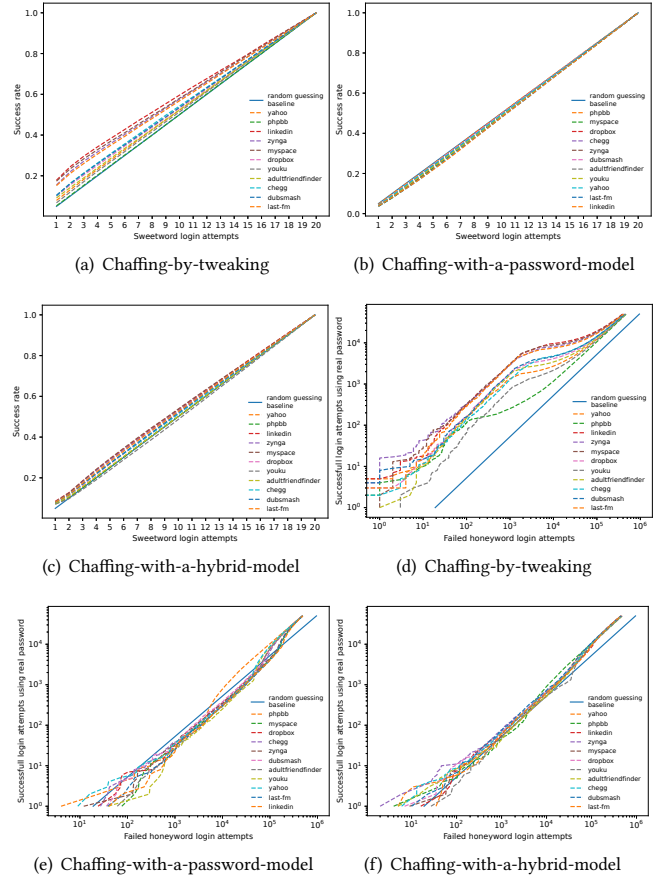 1.0
0.8
0.6
0.4
0.2
Success rate
random guessing
baseline
yahoo
phpbb
linkedin
zynga
myspace
dropbox
youku
adultfriendfinder
chegg
dubsmash
last-fm
1 2 3 4 5 6 7 8 9 10 11 12 13 14 15 16 17 18 19 20
Sweetword login attempts
(a) Chaffing-by-tweaking
1.0
0.8
0.6
0.4
0.2
0.0
Success rate
random guessing
baseline
phpbb
myspace
dropbox
chegg
zynga
dubsmash
adultfriendfinder
youku
yahoo
last-fm
linkedin
1 2 3 4 5 6 7 8 9 10 11 12 13 14 15 16 17 18 19 20
Sweetword login attempts
(b) Chaffing-with-a-password-model
1.0
0.8
0.6
0.4
0.2
Success rate
random guessing
baseline
yahoo
phpbb
linkedin
zynga
myspace
dropbox
youku
adultfriendfinder
chegg
dubsmash
last-fm
1 2 3 4 5 6 7 8 9 10 11 12 13 14 15 16 17 18 19 20
Sweetword login attempts
(c) Chaffing-with-a-hybrid-model
10⁴
10³
10²
10¹
10⁰
Successfull login attempts using real password
random guessing
baseline
yahoo
phpbb
linkedin
zynga
myspace
dropbox
youku
adultfriendfinder
chegg
dubsmash
last-fm
10⁰ 10¹ 10² 10³ 10⁴ 10⁵ 10⁶
Failed honeyword login attempts
(d) Chaffing-by-tweaking
10⁴
10³
10²
10¹
10⁰
Successfull login attempts using real password
random guessing
baseline
phpbb
myspace
dropbox
chegg
zynga
dubsmash
adultfriendfinder
youku
yahoo
last-fm
linkedin
10¹ 10² 10³ 10⁴ 10⁵ 10⁶
Failed honeyword login attempts
(e) Chaffing-with-a-password-model
10⁴
10³
10²
10¹
10⁰
Successfull login attempts using real password
random guessing
baseline
yahoo
phpbb
linkedin
zynga
myspace
dropbox
youku
adultfriendfinder
chegg
dubsmash
last-fm
10¹ 10² 10³ 10⁴ 10⁵ 10⁶
Failed honeyword login attempts
(f) Chaffing-with-a-hybrid-model